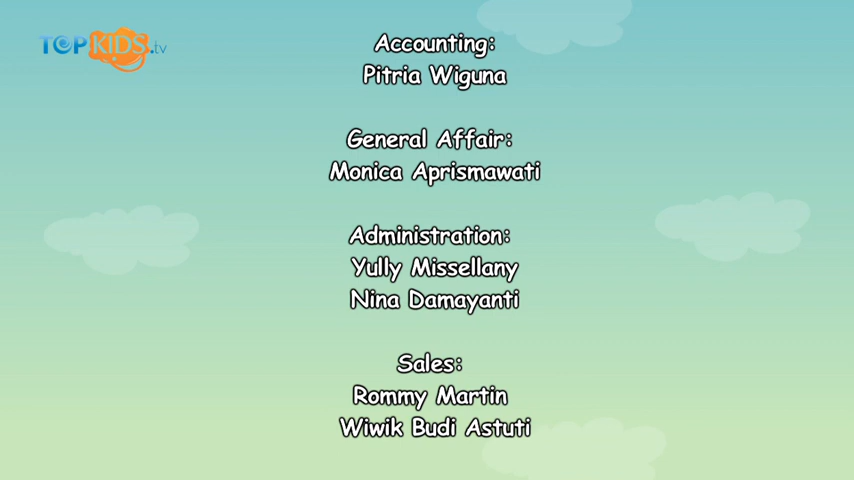 TOPKIDS.tv
Accounting:
Pitria Wiguna
General Affair:
Monica Aprismawati
Administration:
Yully Missellany
Nina Damayanti
Sales:
Rommy Martin
Wiwik Budi Astuti